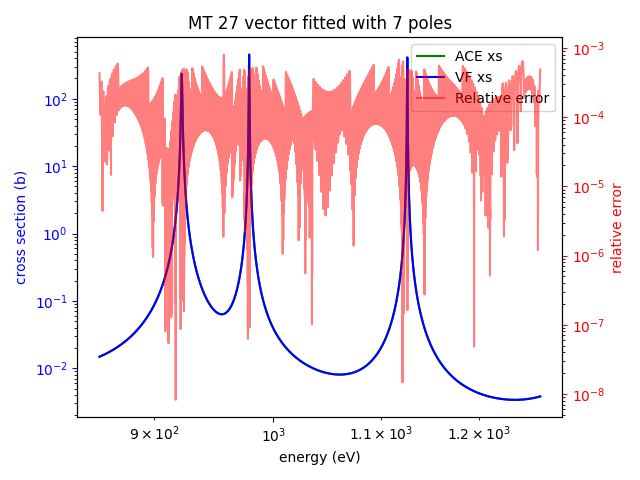 MT 27 vector fitted with 7 poles
ACE xs
VF xs
Relative error
cross section (b)
10²
10¹
10⁰
10⁻¹
10⁻²
relative error
10⁻³
10⁻⁴
10⁻⁵
10⁻⁶
10⁻⁷
10⁻⁸
9 × 10²
10³
1.1 × 10³
1.2 × 10³
energy (eV)